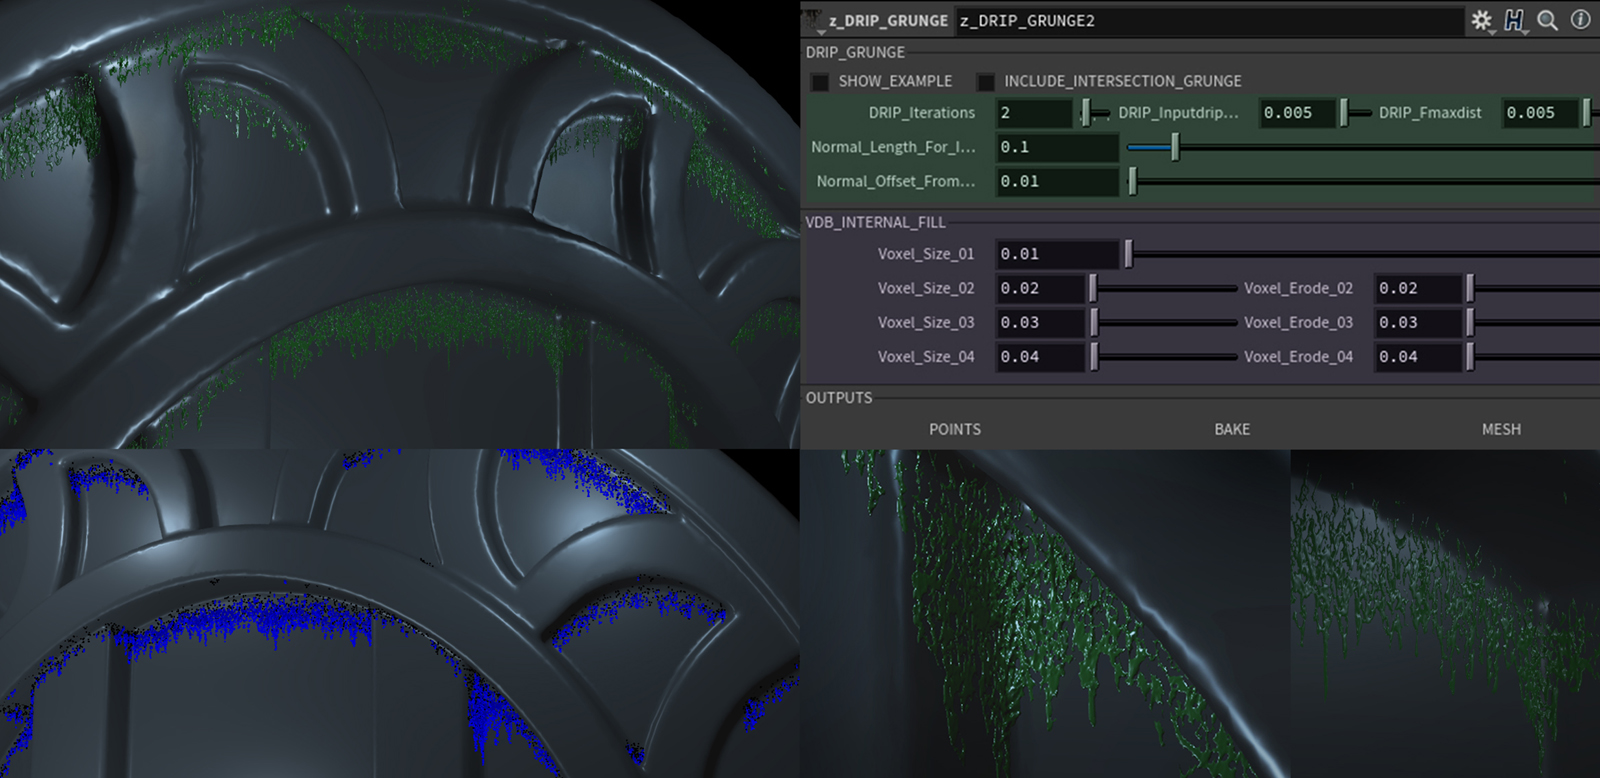 z_DRIP_GRUNGE z_DRIP_GRUNGE2
DRIP_GRUNGE
SHOW_EXAMPLE INCLUDE_INTERSECTION_GRUNGE
DRIP_Iterations 2 DRIP_Inputdrip... 0.005 DRIP_Fmaxdist 0.005
Normal_Length_For_I... 0.1
Normal_Offset_From... 0.01
VDB_INTERNAL_FILL
Voxel_Size_01 0.01
Voxel_Size_02 0.02 Voxel_Erode_02 0.02
Voxel_Size_03 0.03 Voxel_Erode_03 0.03
Voxel_Size_04 0.04 Voxel_Erode_04 0.04
OUTPUTS
POINTS BAKE MESH